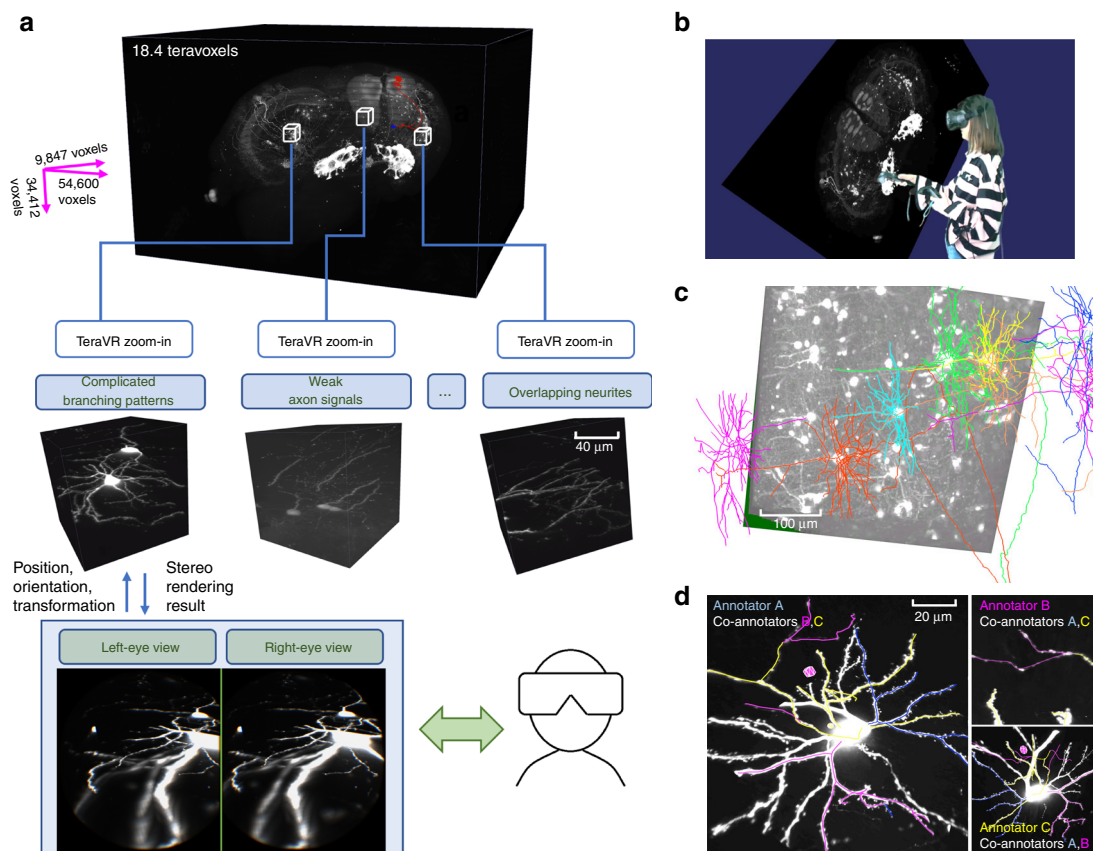 a
18.4 teravoxels
9,847 voxels
54,600
voxels
34,412
voxels
TeraVR zoom-in
TeraVR zoom-in
TeraVR zoom-in
Complicated
branching patterns
Weak
axon signals
...
Overlapping neurites
40 μm
Position,
orientation,
transformation
Stereo
rendering
result
Left-eye view
Right-eye view
b
c
100 μm
d
Annotator A
Co-annotators B,C
20 μm
Annotator B
Co-annotators A,C
Annotator C
Co-annotators A,B